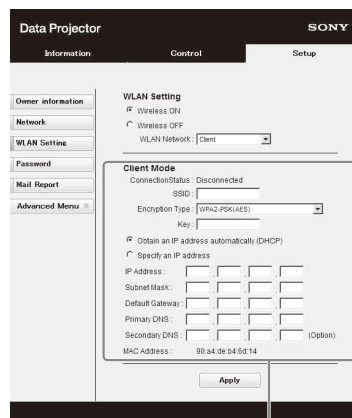 Data Projector
SONY
Information Control Setup
Owner information
Network
WLAN Setting
Password
Mail Report
Advanced Menu
WLAN Setting
Wireless ON
Wireless OFF
WLAN Network : Client
Client Mode
ConnectionStatus : Disconnected
SSID :
Encryption Type : WPA2-PSK(AES)
Key :
Obtain an IP address automatically (DHCP)
Specify an IP address
IP Address :
Subnet Mask :
Default Gateway :
Primary DNS :
Secondary DNS : (Option)
MAC Address : 90:a4:de:b4:6d:14
Apply